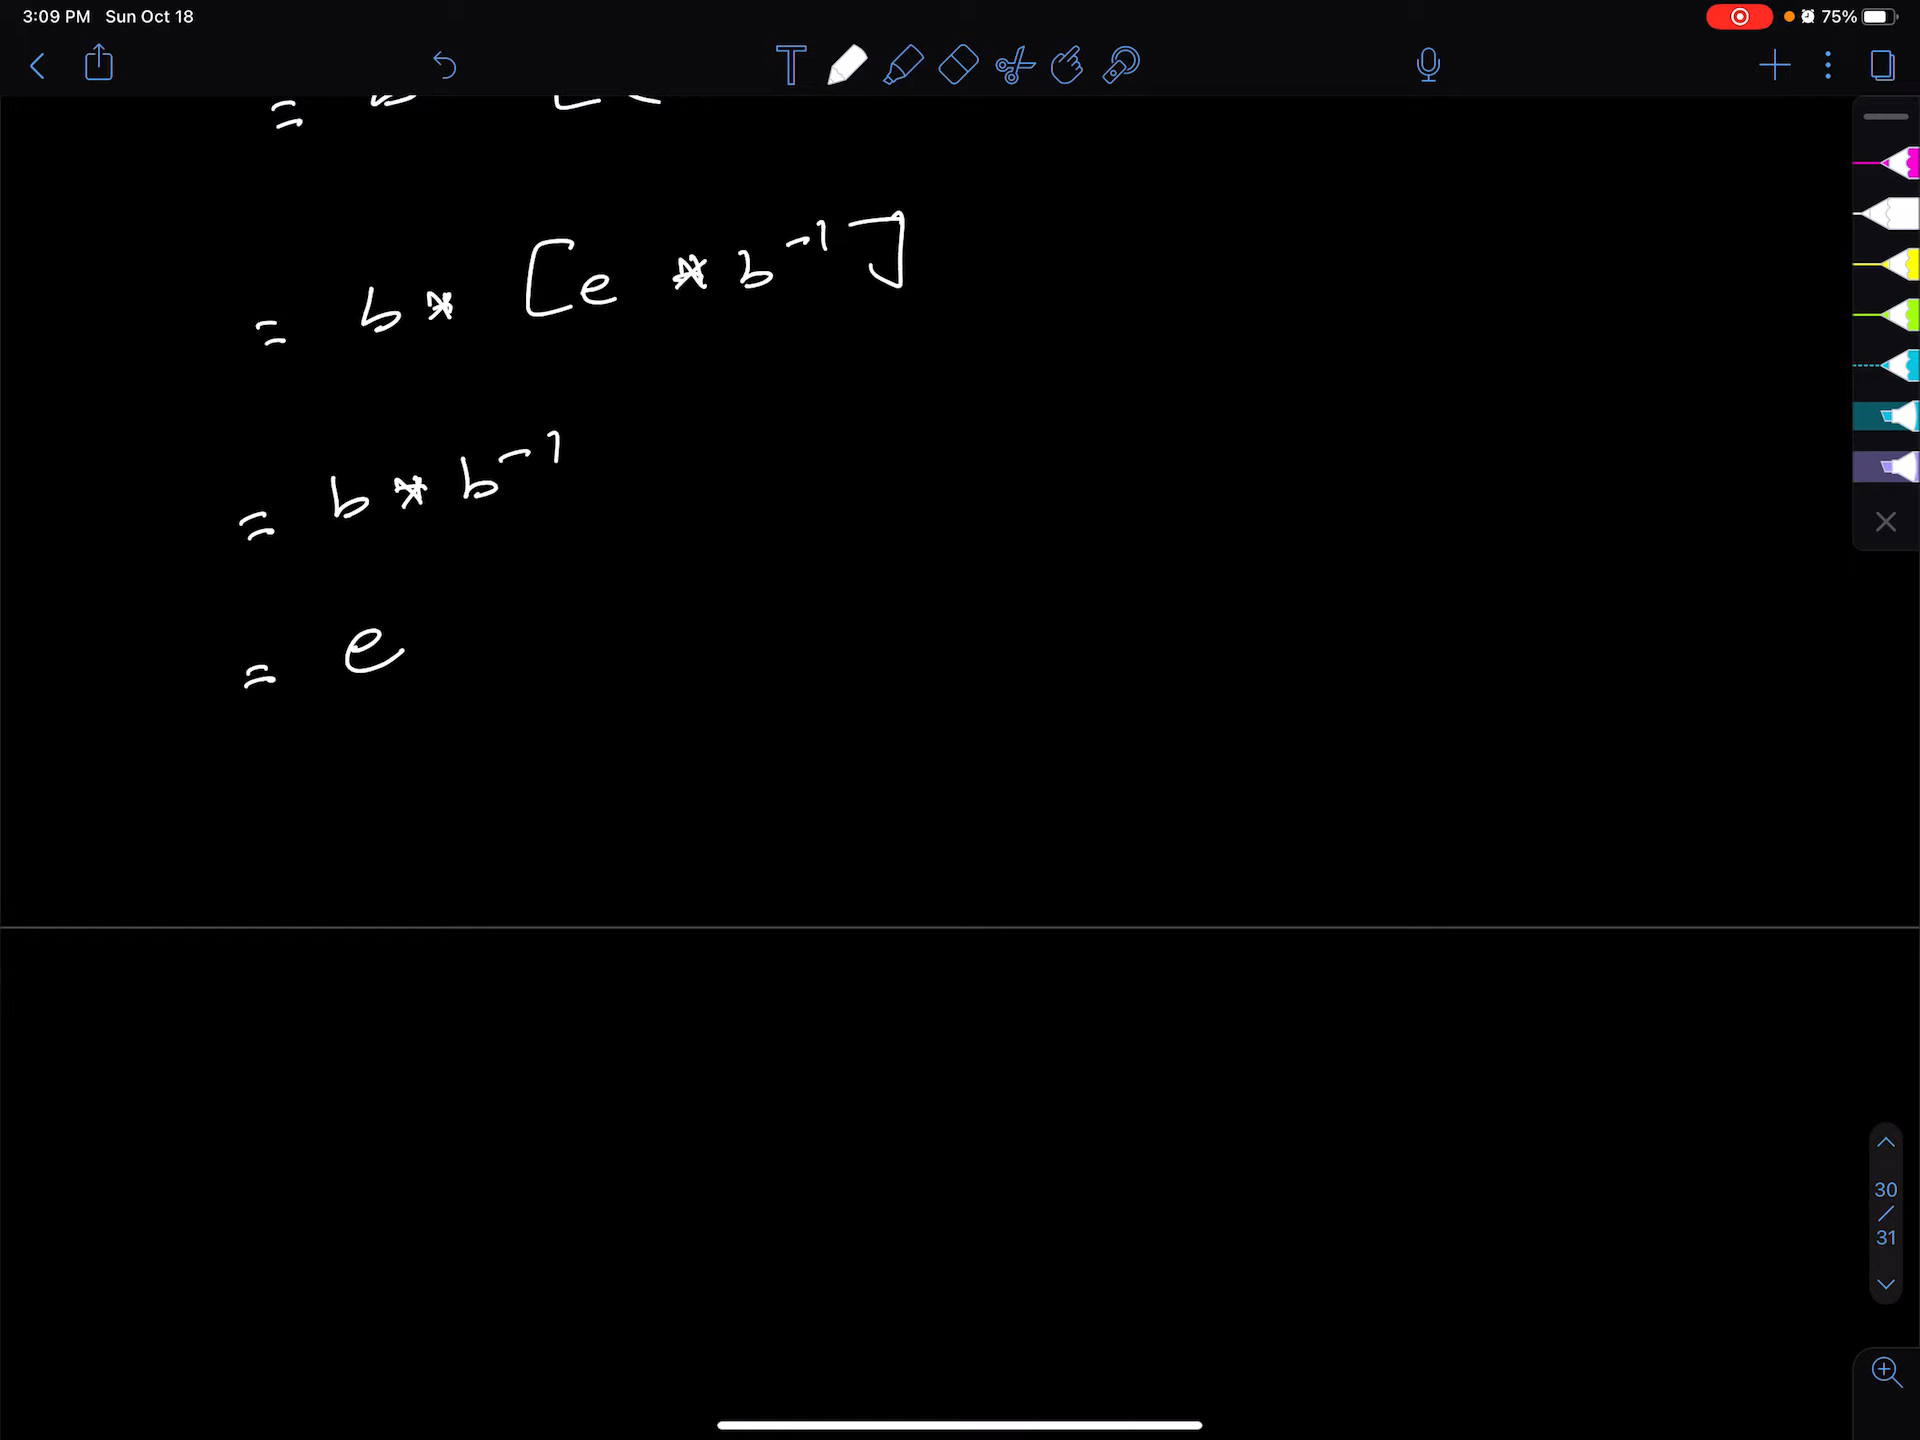 3:09 PM Sun Oct 18
75%
=
= b * [e * b⁻¹]
= b * b⁻¹
= e
30
/
31